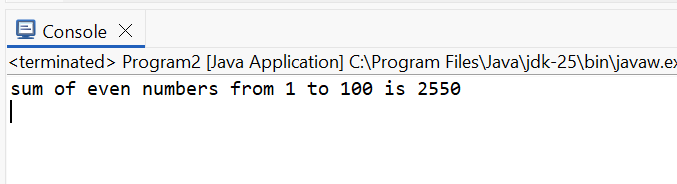 Console
<terminated> Program2 [Java Application] C:\Program Files\Java\jdk-25\bin\javaw.ex
sum of even numbers from 1 to 100 is 2550